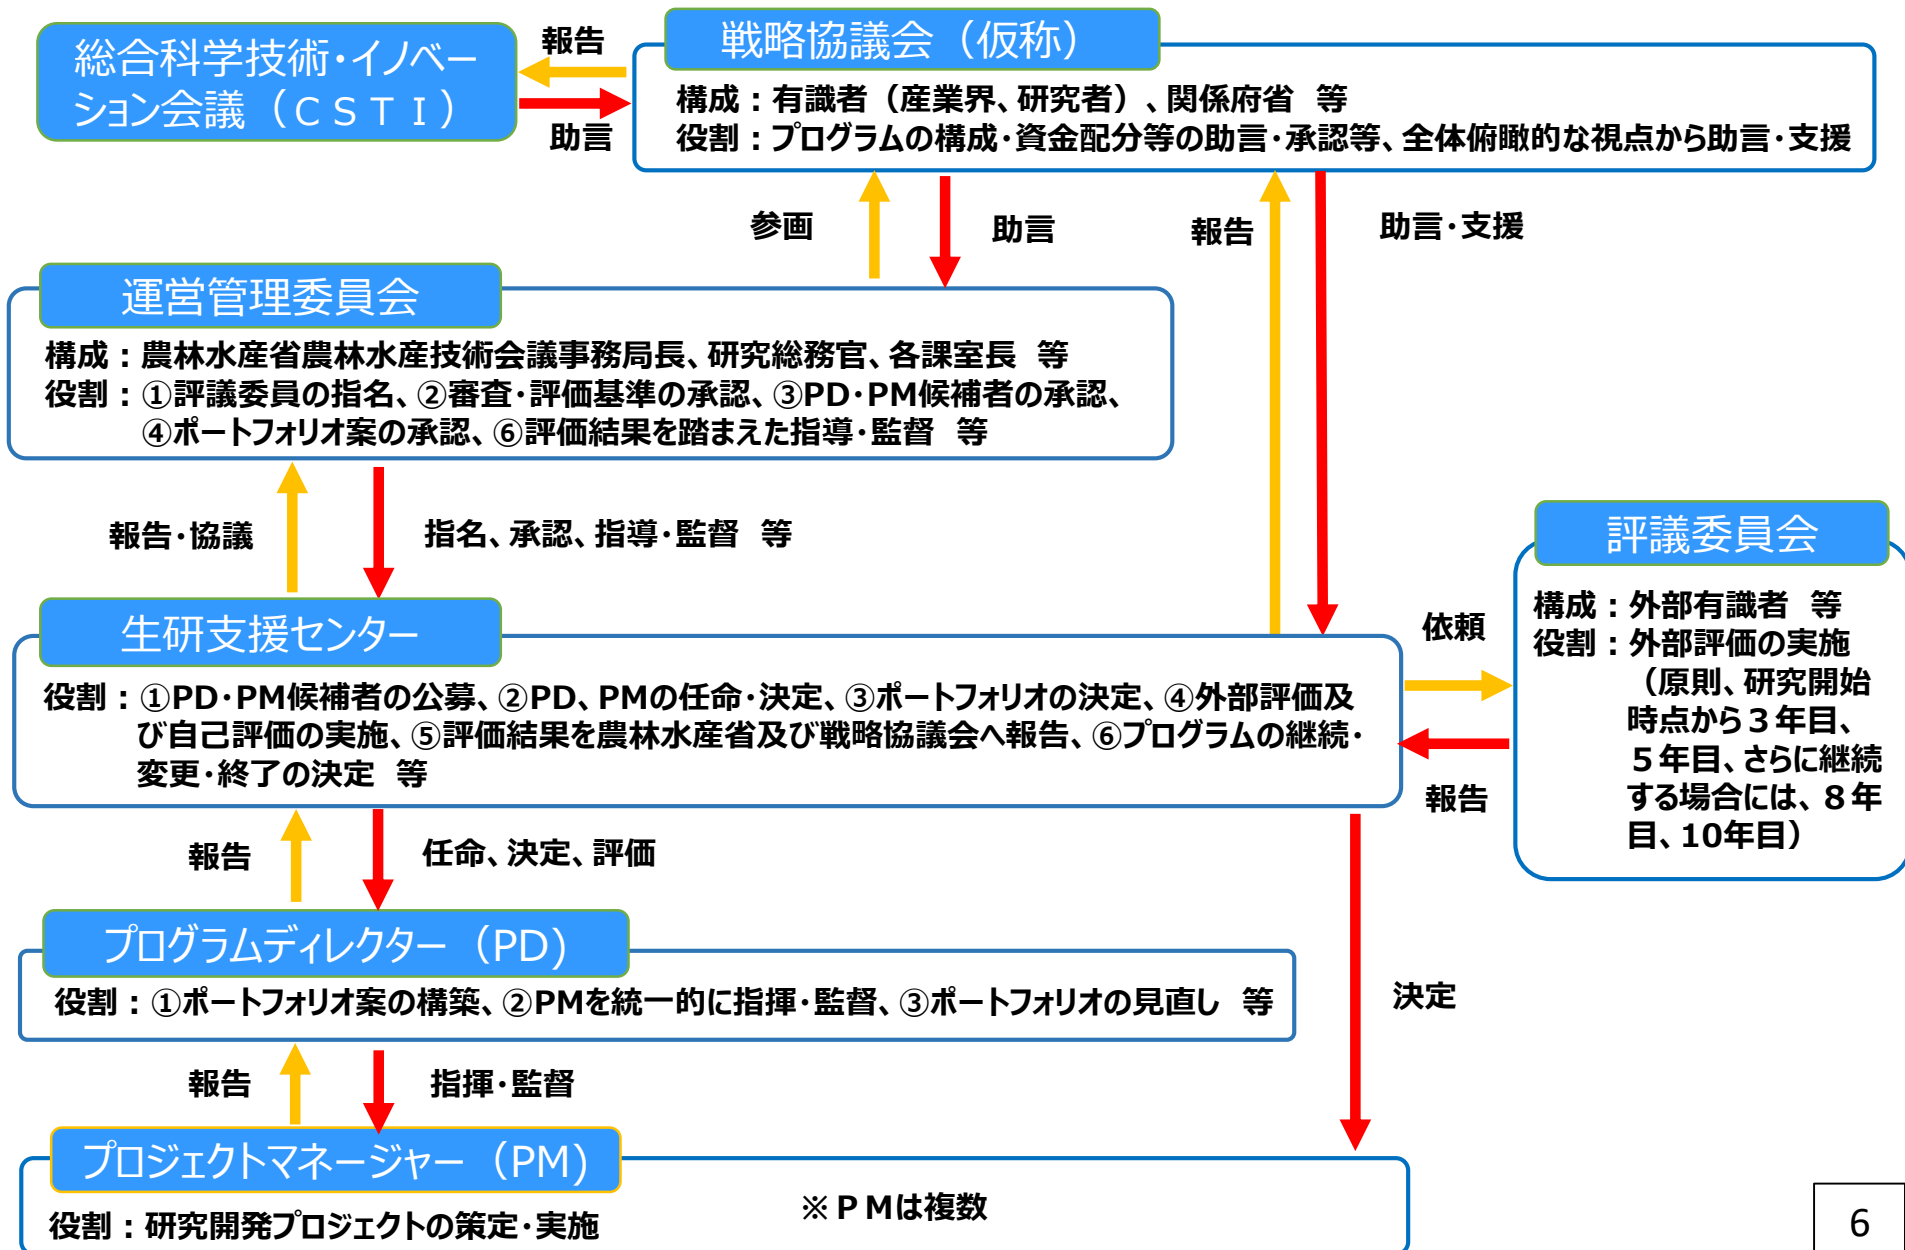 総合科学技術・イノベー
ション会議（ＣＳＴＩ）
報告
助言
戦略協議会（仮称）
構成：有識者（産業界、研究者）、関係府省　等
役割：プログラムの構成・資金配分等の助言・承認等、全体俯瞰的な視点から助言・支援
参画
助言
報告
助言・支援
運営管理委員会
構成：農林水産省農林水産技術会議事務局長、研究総務官、各課室長　等
役割：①評議委員の指名、②審査・評価基準の承認、③PD・PM候補者の承認、
④ポートフォリオ案の承認、⑥評価結果を踏まえた指導・監督　等
報告・協議
指名、承認、指導・監督　等
生研支援センター
役割：①PD・PM候補者の公募、②PD、PMの任命・決定、③ポートフォリオの決定、④外部評価及
び自己評価の実施、⑤評価結果を農林水産省及び戦略協議会へ報告、⑥プログラムの継続・
変更・終了の決定　等
依頼
報告
評議委員会
構成：外部有識者　等
役割：外部評価の実施
（原則、研究開始
時点から３年目、
５年目、さらに継続
する場合には、８年
目、10年目）
報告
任命、決定、評価
決定
プログラムディレクター（PD）
役割：①ポートフォリオ案の構築、②PMを統一的に指揮・監督、③ポートフォリオの見直し　等
報告
指揮・監督
プロジェクトマネージャー（PM）
役割：研究開発プロジェクトの策定・実施
※ＰＭは複数
6